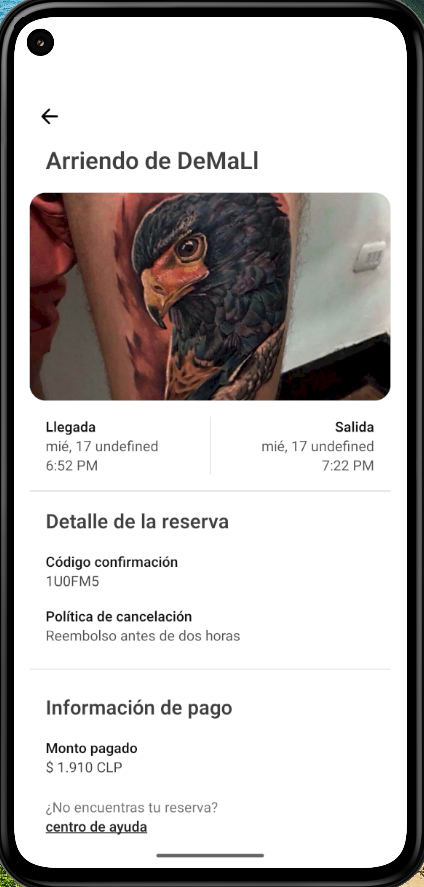 Arriendo de DeMaLl
Llegada
mié, 17 undefined
6:52 PM
Salida
mié, 17 undefined
7:22 PM
Detalle de la reserva
Código confirmación
1U0FM5
Política de cancelación
Reembolso antes de dos horas
Información de pago
Monto pagado
$ 1.910 CLP
¿No encuentras tu reserva?
centro de ayuda